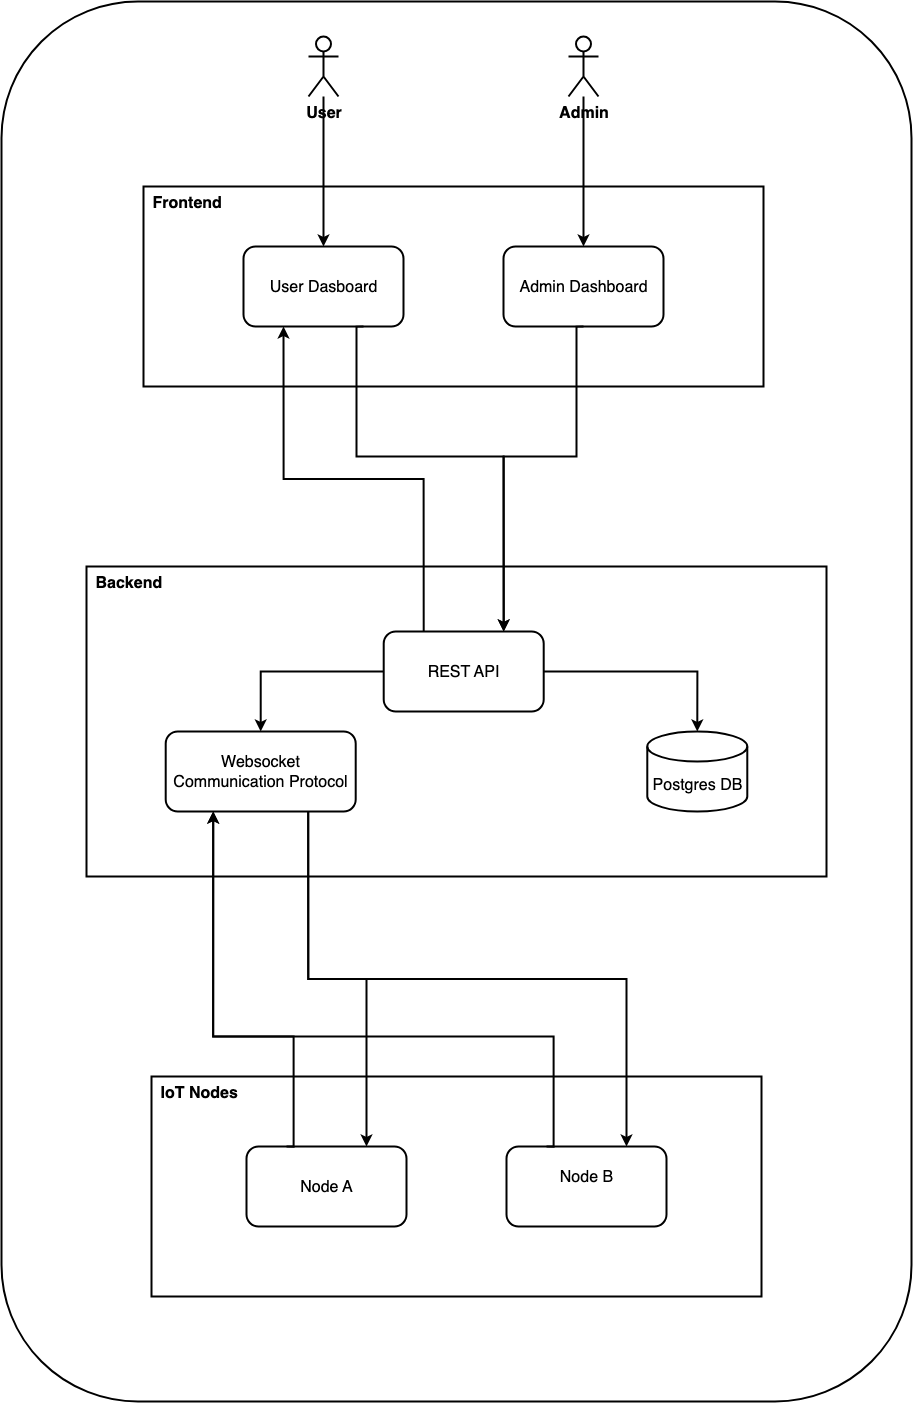 User
Admin
Frontend
User Dasboard
Admin Dashboard
Backend
REST API
Websocket
Communication Protocol
Postgres DB
IoT Nodes
Node A
Node B